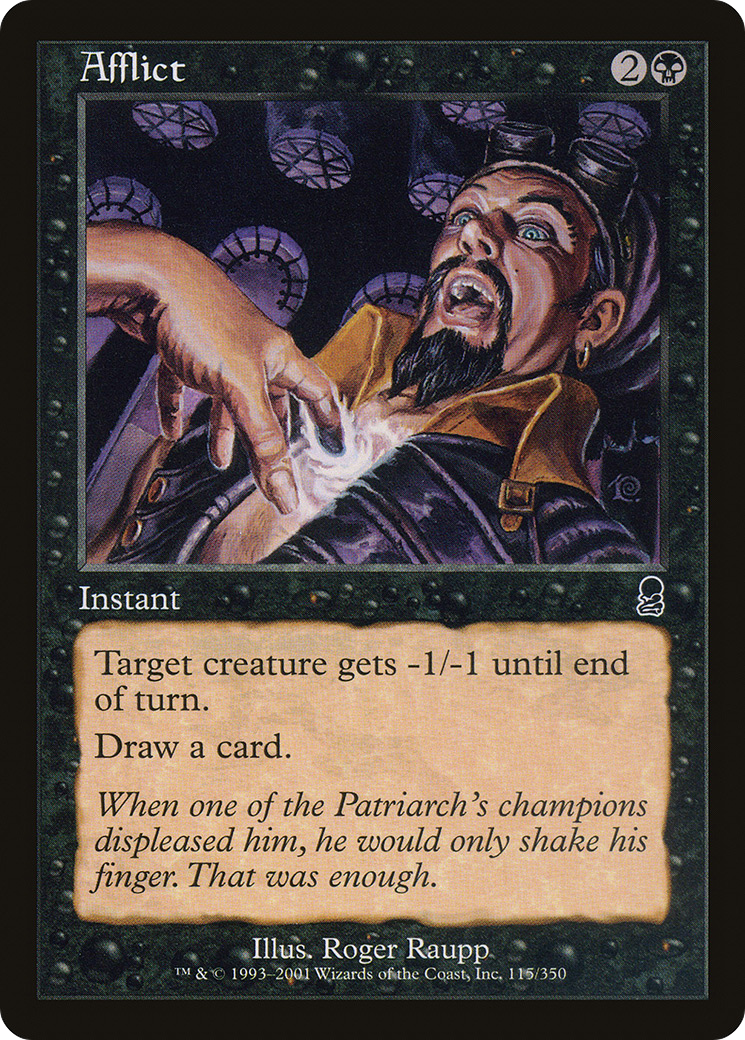 Afflict 2
Instant
Target creature gets -1/-1 until end
of turn.
Draw a card.
When one of the Patriarch's champions
displeased him, he would only shake his
finger. That was enough.
Illus. Roger Raupp
™ & © 1993–2001 Wizards of the Coast, Inc. 115/350